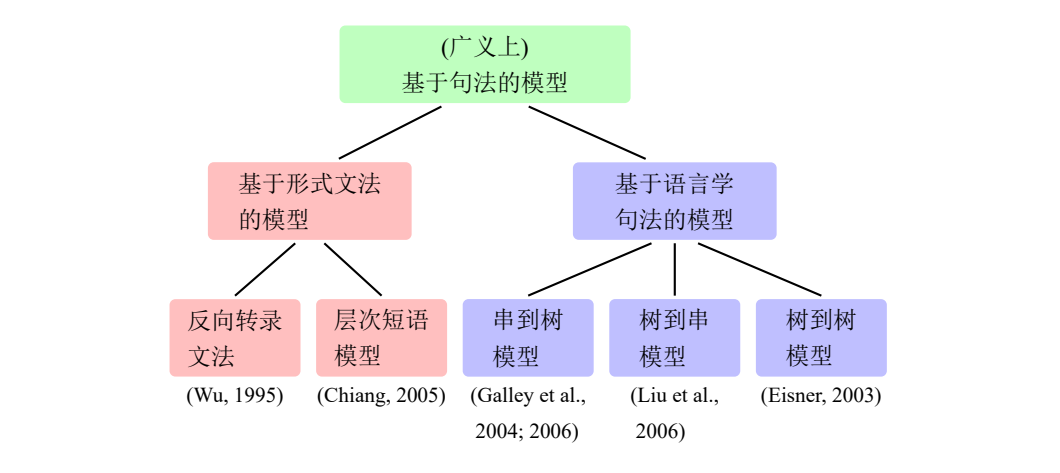 (广义上)
基于句法的模型
基于形式文法
的模型
基于语言学
句法的模型
反向转录
文法
层次短语
模型
串到树
模型
树到串
模型
树到树
模型
(Wu, 1995)
(Chiang, 2005)
(Galley et al.,
2004; 2006)
(Liu et al.,
2006)
(Eisner, 2003)